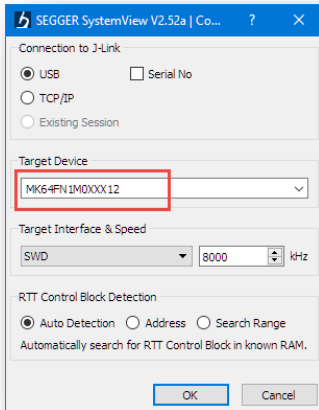 SEGGER SystemView V2.52a | Co... ? ×
Connection to J-Link
USB Serial No
TCP/IP
Existing Session
Target Device
MK64FN1M0XXX12
Target Interface & Speed
SWD 8000 kHz
RTT Control Block Detection
Auto Detection Address Search Range
Automatically search for RTT Control Block in known RAM.
OK Cancel